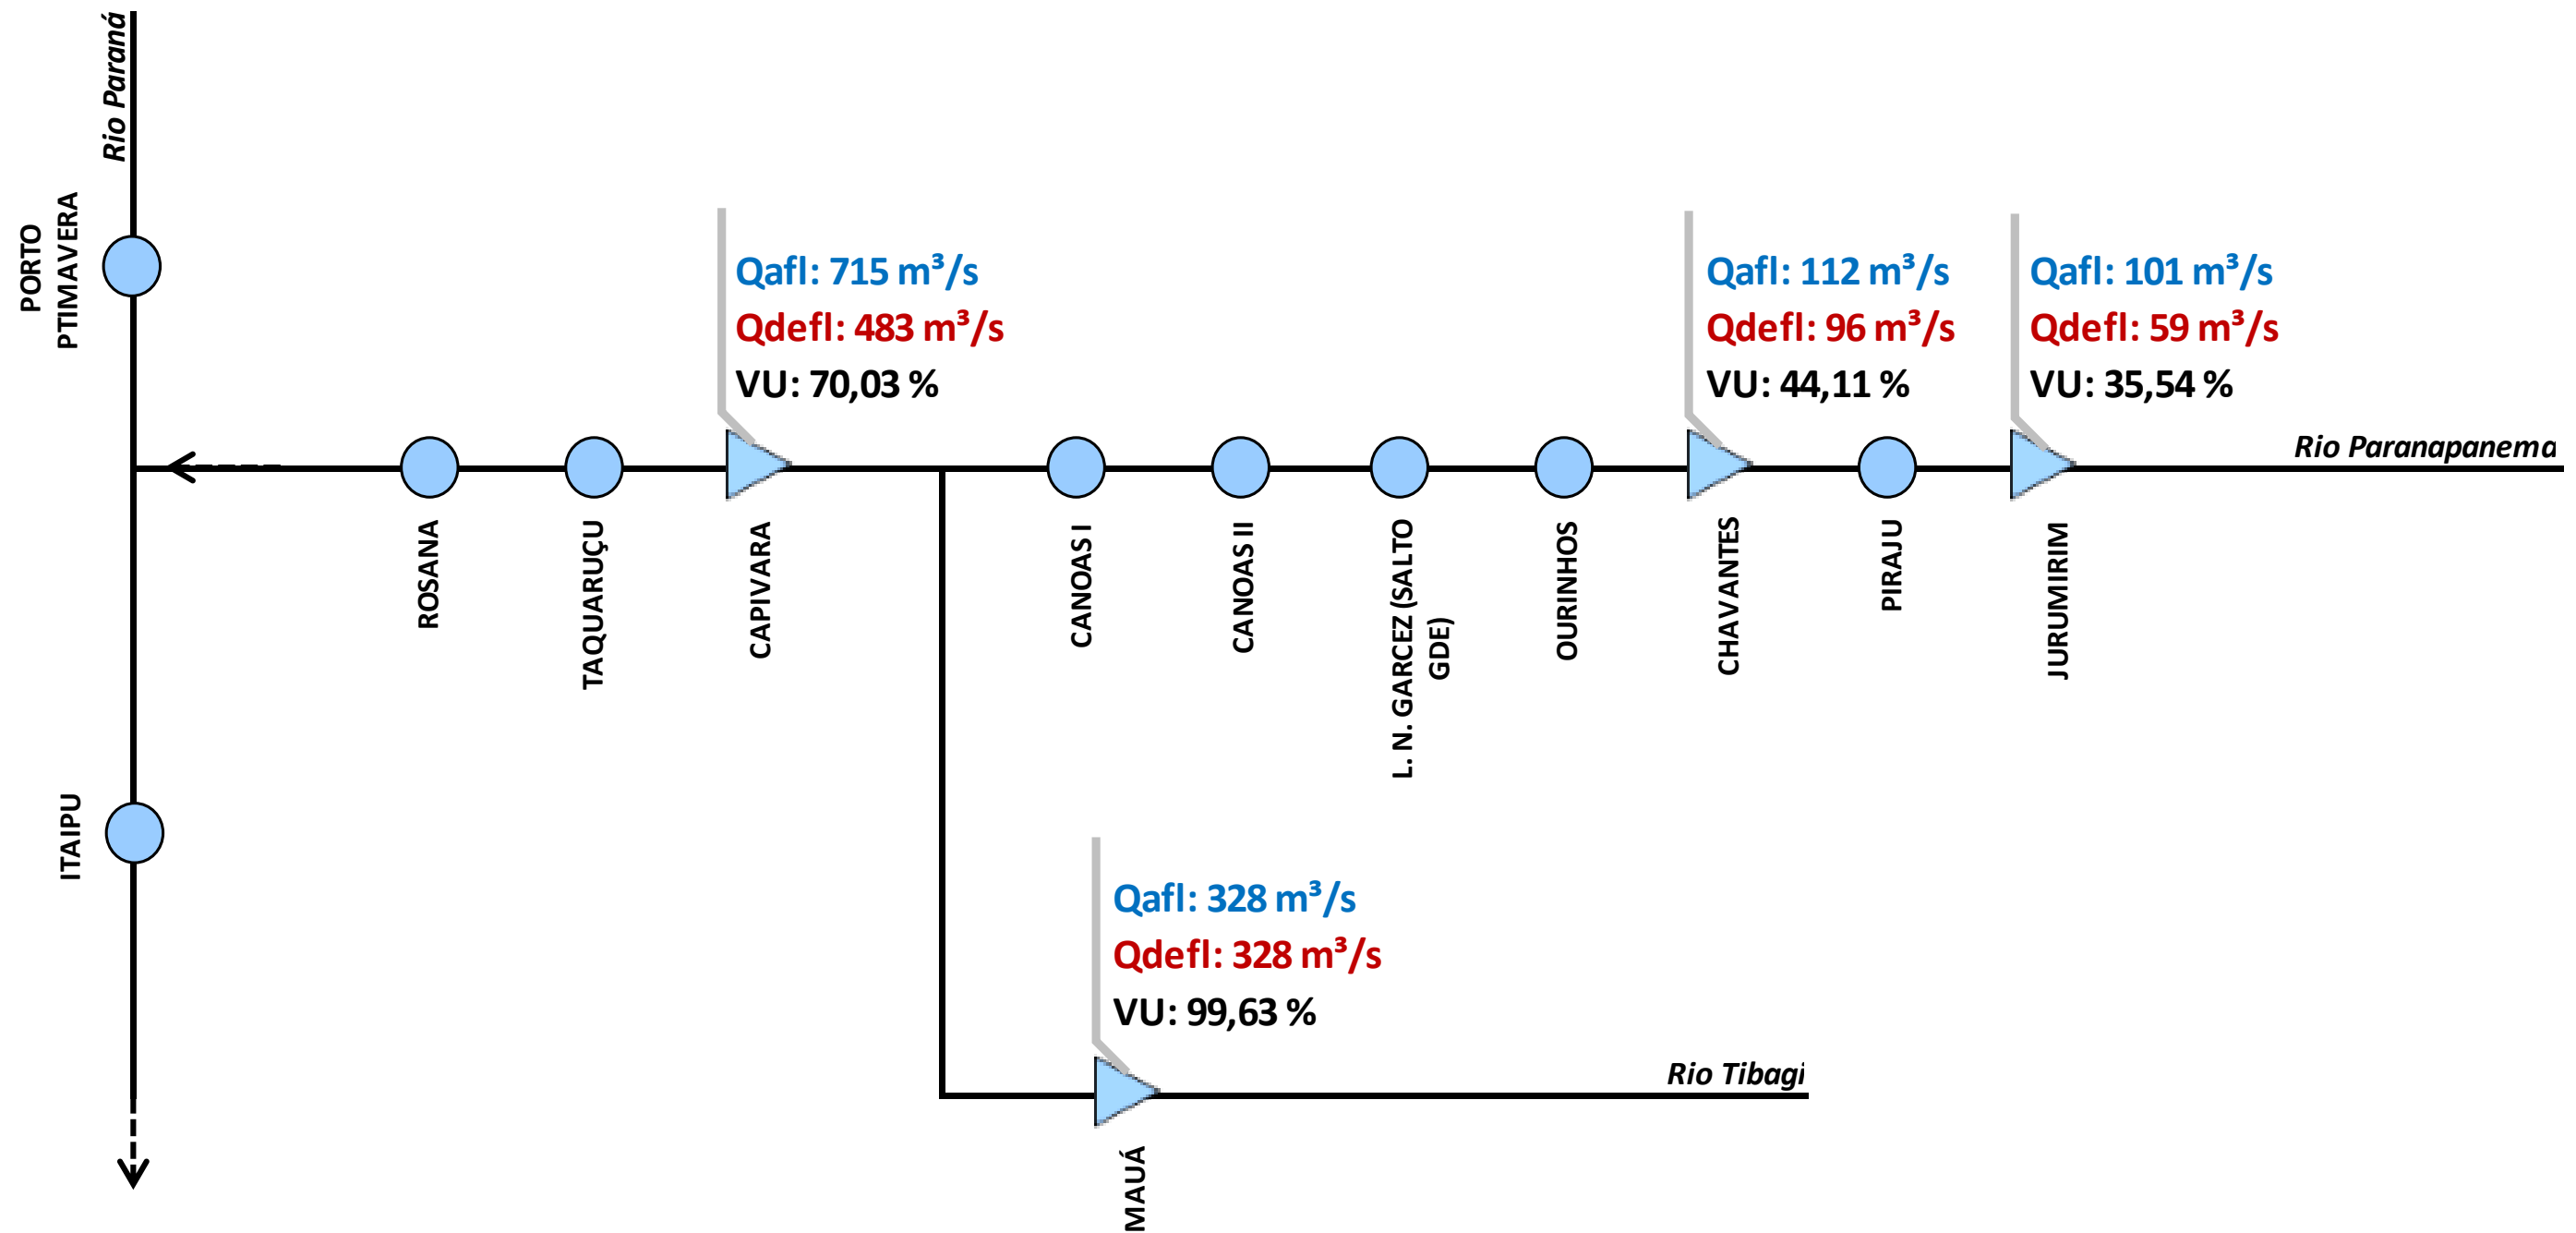 Rio Paraná
PORTO
PTIMAVERA
Qafl: 715 m³/s
Qdefl: 483 m³/s
VU: 70,03 %
Qafl: 112 m³/s
Qdefl: 96 m³/s
VU: 44,11 %
Qafl: 101 m³/s
Qdefl: 59 m³/s
VU: 35,54 %
Rio Paranapanema
ROSANA
TAQUARUÇU
CAPIVARA
CANOAS I
CANOAS II
L. N. GARCEZ (SALTO
GDE)
OURINHOS
CHAVANTES
PIRAJU
JURUMIRIM
ITAIPU
Qafl: 328 m³/s
Qdefl: 328 m³/s
VU: 99,63 %
Rio Tibagi
MAUÁ